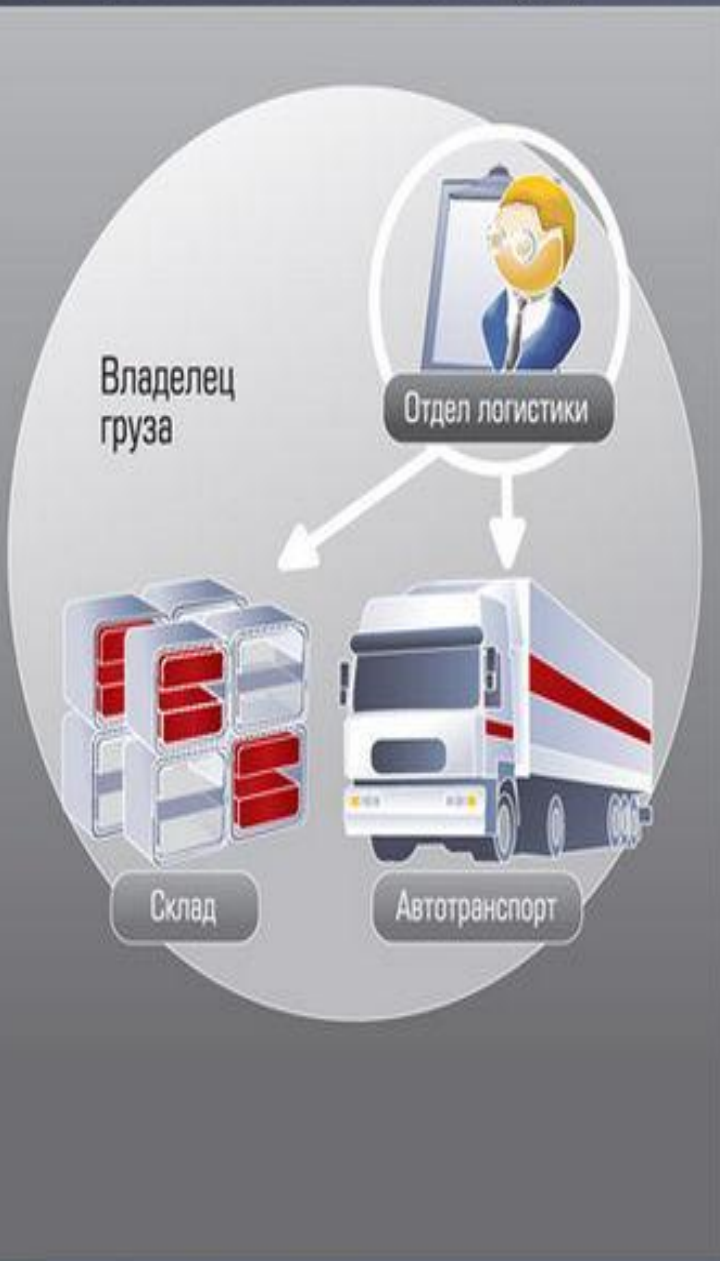 Владелец
груза
Отдел логистики
Склад
Автотранспорт